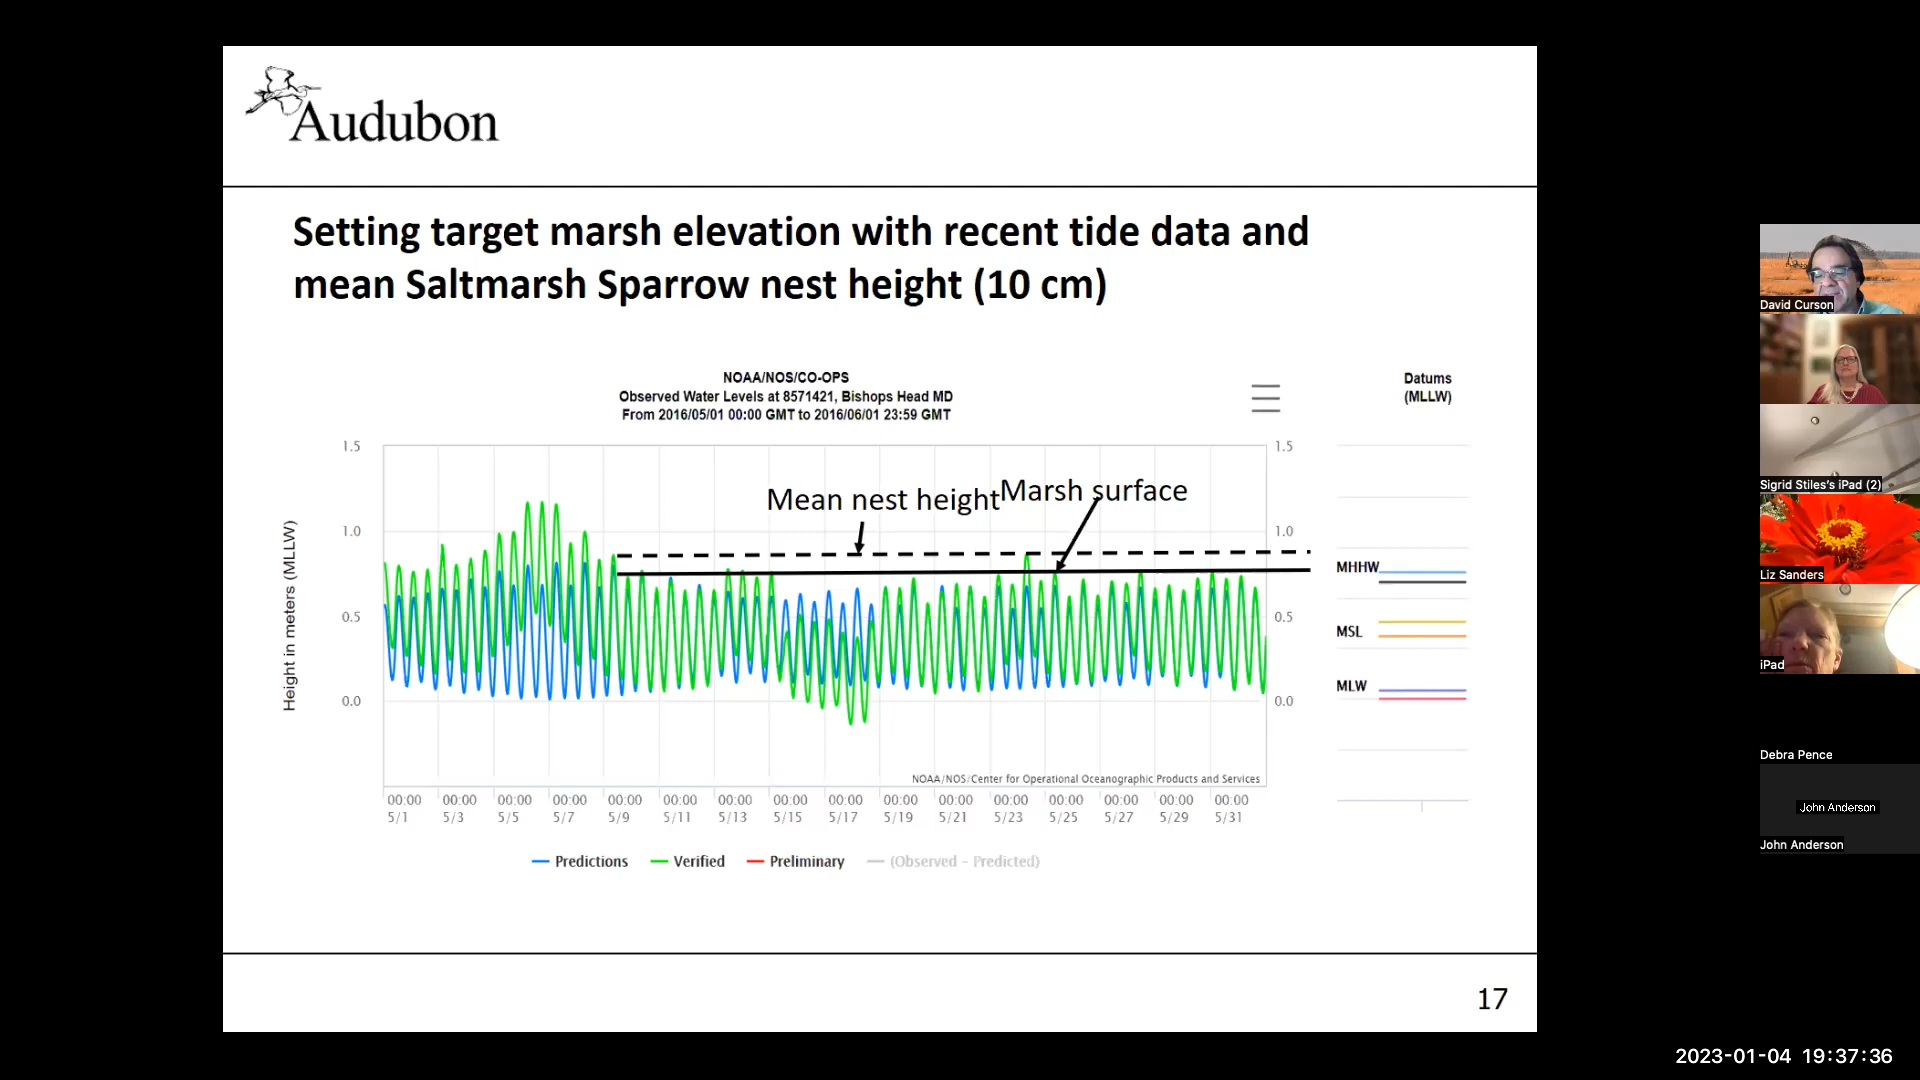 Audubon
Setting target marsh elevation with recent tide data and
mean Saltmarsh Sparrow nest height (10 cm)
NOAA/NOS/CO-OPS
Observed Water Levels at 8571421, Bishops Head MD
From 2016/05/01 00:00 GMT to 2016/06/01 23:59 GMT
Datums
(MLLW)
Height in meters (MLLW)
1.5
1.0
0.5
0.0
1.5
1.0
0.5
0.0
Mean nest height
Marsh surface
MHHW
MSL
MLW
NOAA/NOS/Center for Operational Oceanographic Products and Services
00:00 00:00 00:00 00:00 00:00 00:00 00:00 00:00 00:00 00:00 00:00 00:00 00:00 00:00 00:00 00:00
5/1 5/3 5/5 5/7 5/9 5/11 5/13 5/15 5/17 5/19 5/21 5/23 5/25 5/27 5/29 5/31
Predictions Verified Preliminary (Observed - Predicted)
17
David Curson
Sigrid Stiles's iPad (2)
Liz Sanders
iPad
Debra Pence
John Anderson
John Anderson
2023-01-04 19:37:36